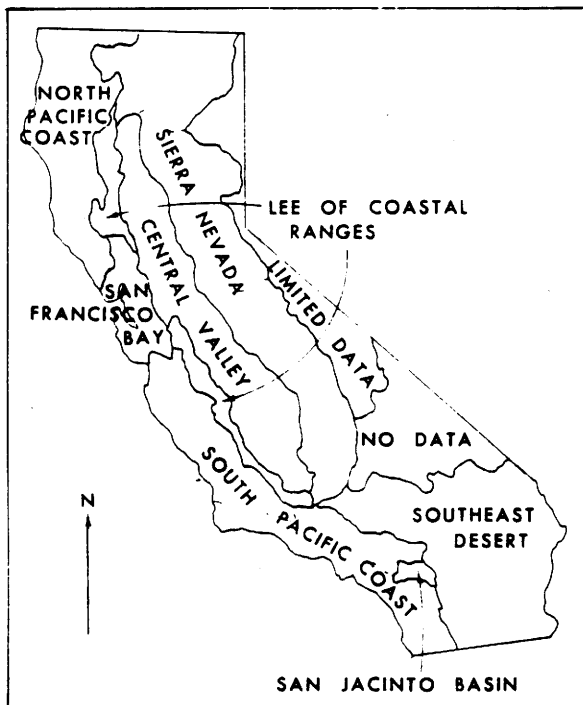 NORTH
PACIFIC
COAST
SIERRA NEVADA
LEE OF COASTAL
RANGES
CENTRAL VALLEY
LIMITED DATA
SAN
FRANCISCO
BAY
NO DATA
SOUTH PACIFIC COAST
SOUTHEAST
DESERT
N
SAN JACINTO BASIN